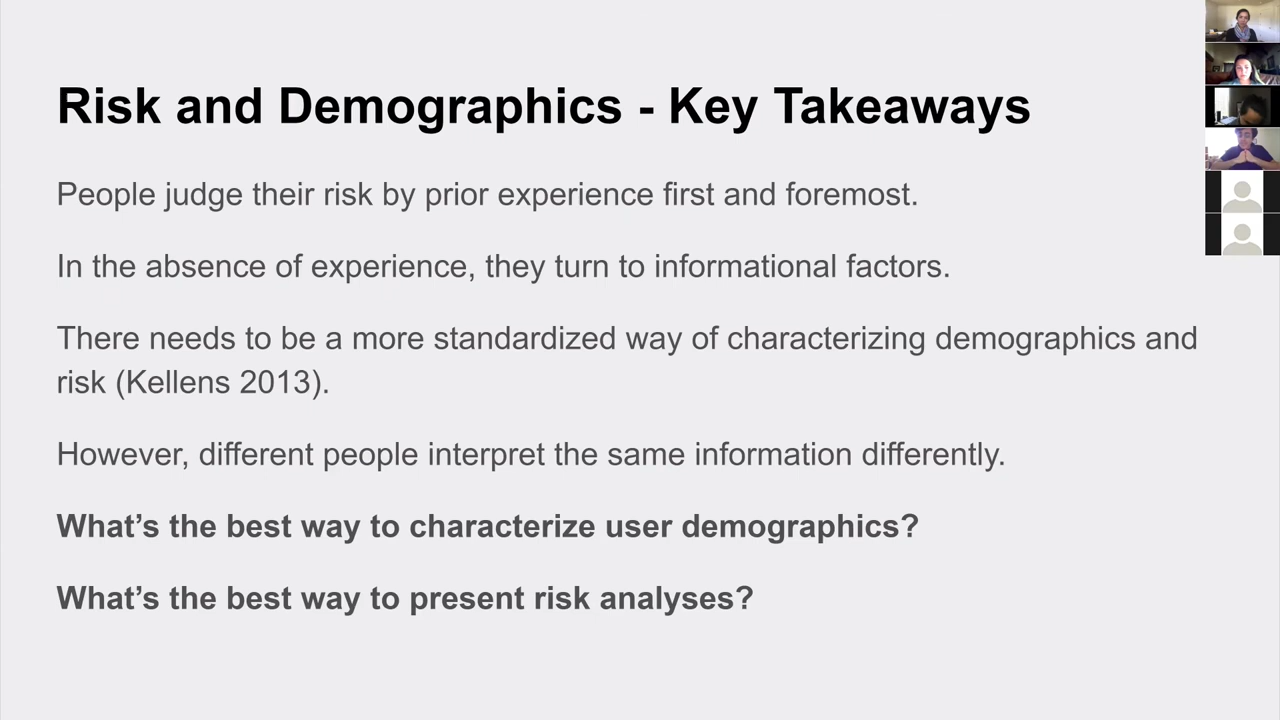 Risk and Demographics - Key Takeaways
People judge their risk by prior experience first and foremost.
In the absence of experience, they turn to informational factors.
There needs to be a more standardized way of characterizing demographics and
risk (Kellens 2013).
However, different people interpret the same information differently.
What’s the best way to characterize user demographics?
What’s the best way to present risk analyses?